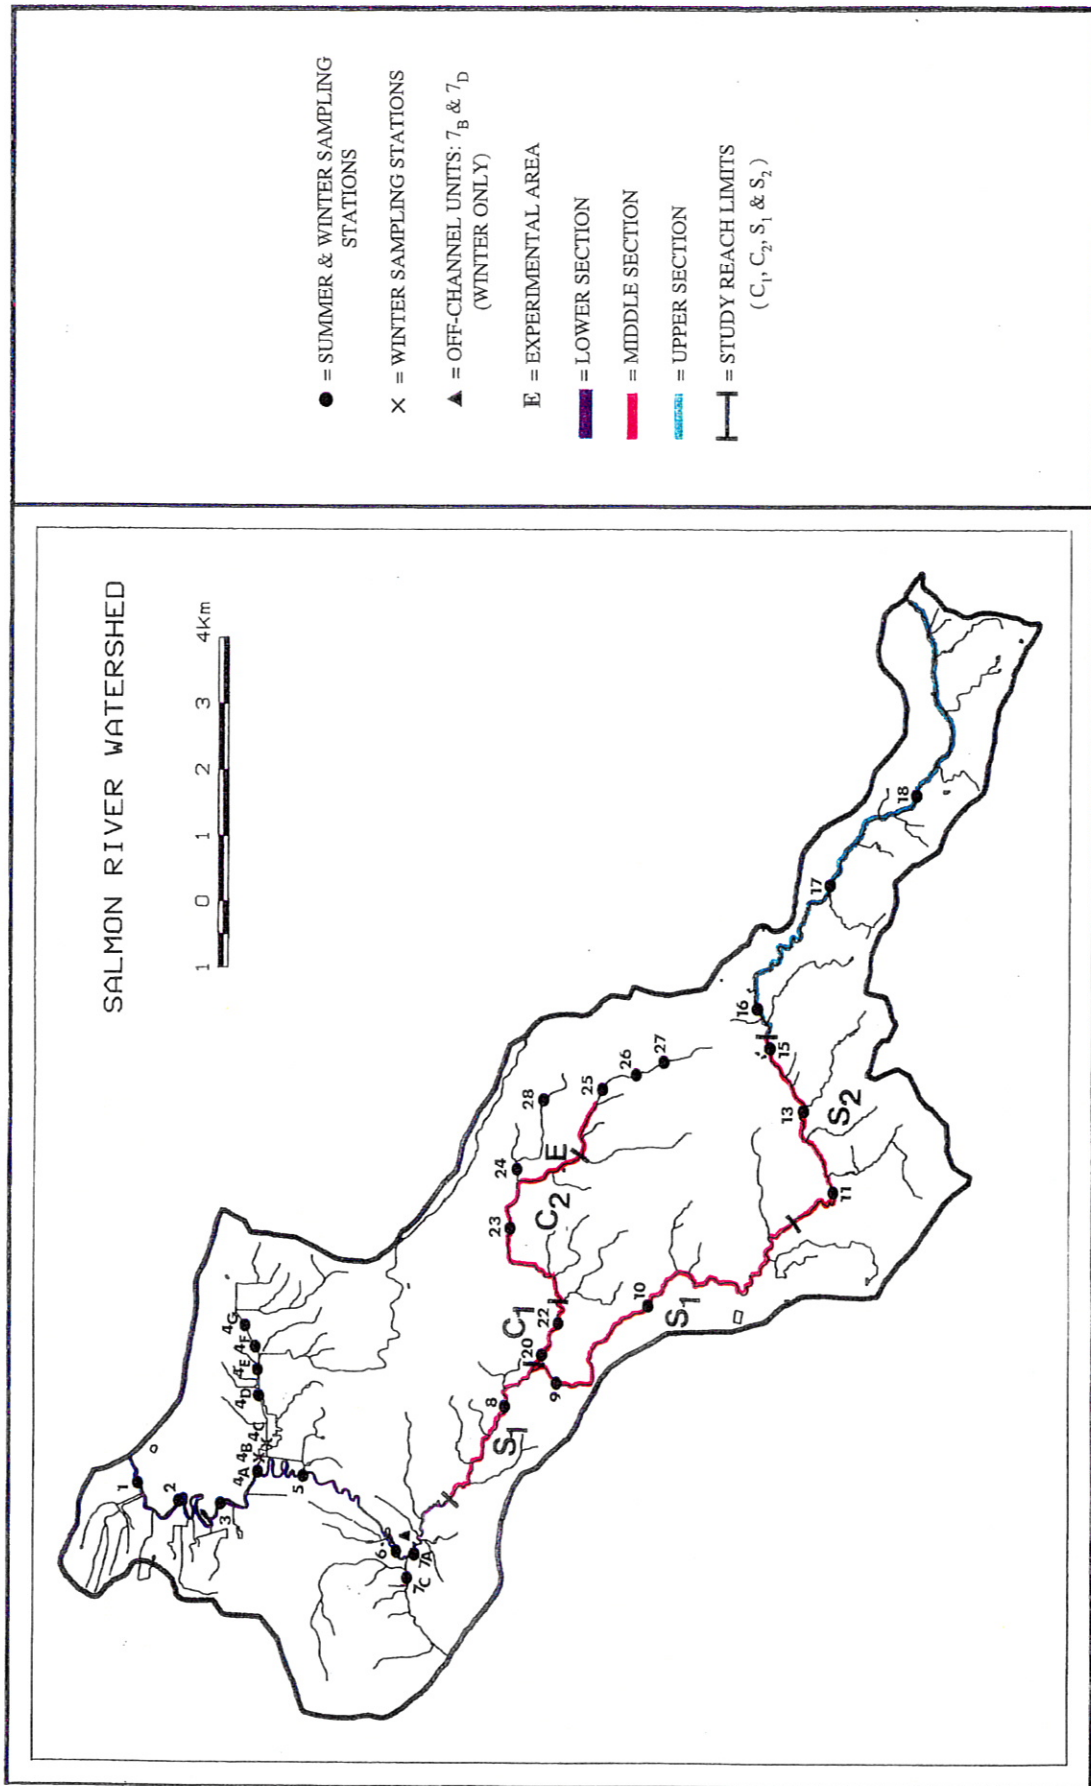 SALMON RIVER WATERSHED
1 0 1 2 3 4Km
1
2
3
4A
4B
4C
4D
4E
4F
4G
5
6
7A
7C
S1
8
9
20
C1
22
10
S1
23
C2
24
E
28
25
26
27
11
S2
13
15
16
17
18
● = SUMMER & WINTER SAMPLING
STATIONS
× = WINTER SAMPLING STATIONS
▲ = OFF-CHANNEL UNITS: 7B & 7D
(WINTER ONLY)
E = EXPERIMENTAL AREA
= LOWER SECTION
= MIDDLE SECTION
= UPPER SECTION
= STUDY REACH LIMITS
( C1, C2, S1 & S2 )